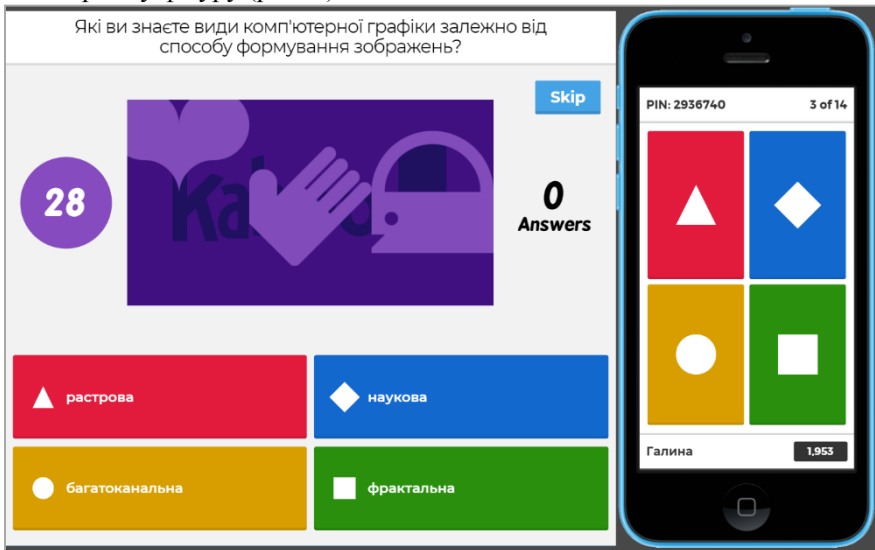 Які ви знаєте види комп'ютерної графіки залежно від
способу формування зображень?
Skip
28
0
Answers
растрова
наукова
багатоканальна
фрактальна
PIN: 2936740
3 of 14
Галина
1,953